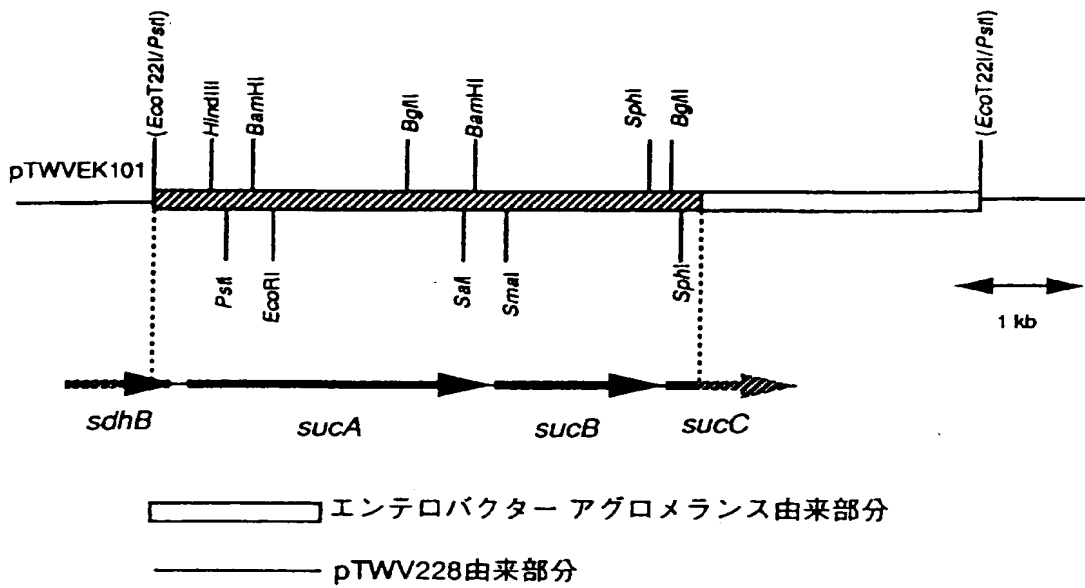 (EcoT22I/PstI)
HindIII
BamHI
BglII
BamHI
SphI
BglII
(EcoT22I/PstI)
pTWVEK101
PstI
EcoRI
SalI
SmaI
SphI
1 kb
sdhB
sucA
sucB
sucC
エンテロバクター アグロメランス由来部分
pTWV228由来部分